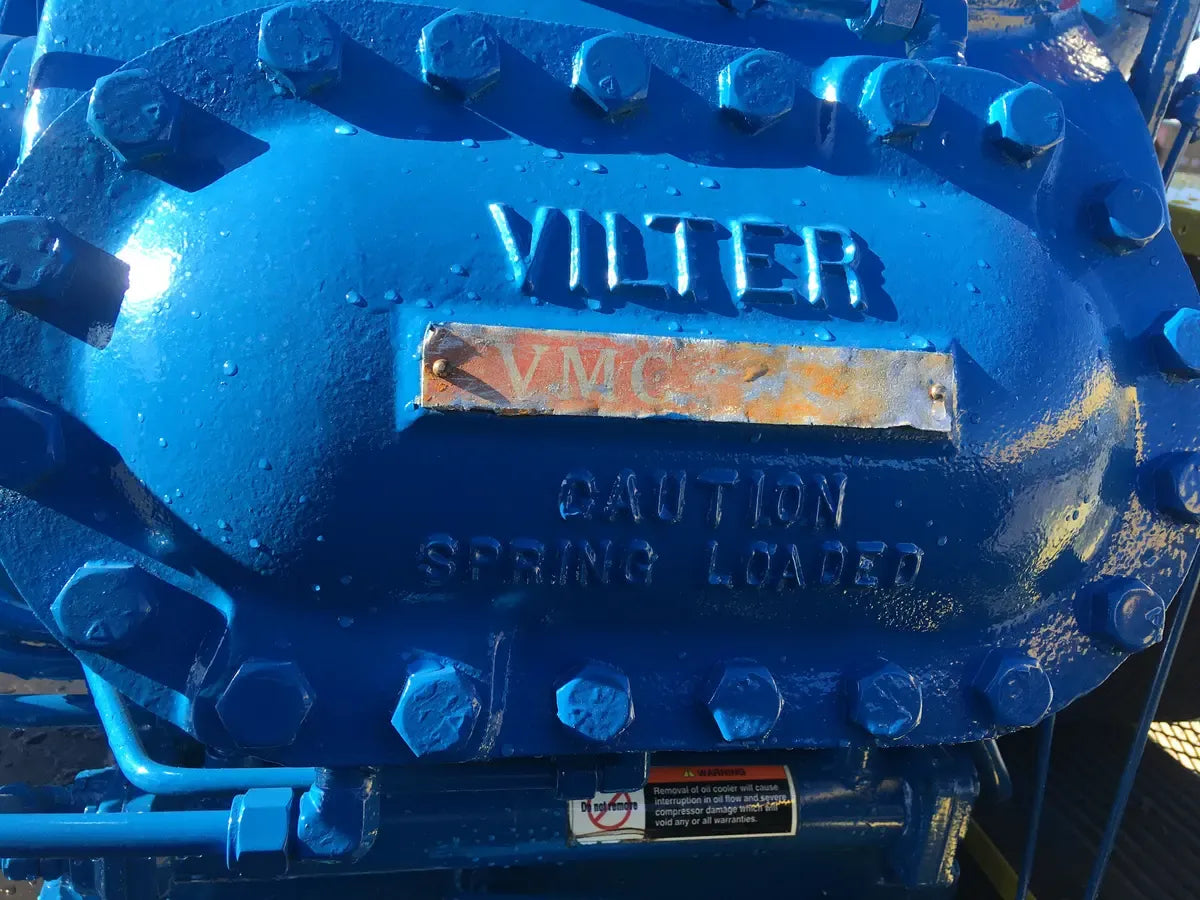 VILTER
VMC
CAUTION
SPRING LOADED
WARNING
Do not remove
Removal of oil cooler will cause
interruption in oil flow and severe
compressor damage which will
void any or all warranties.